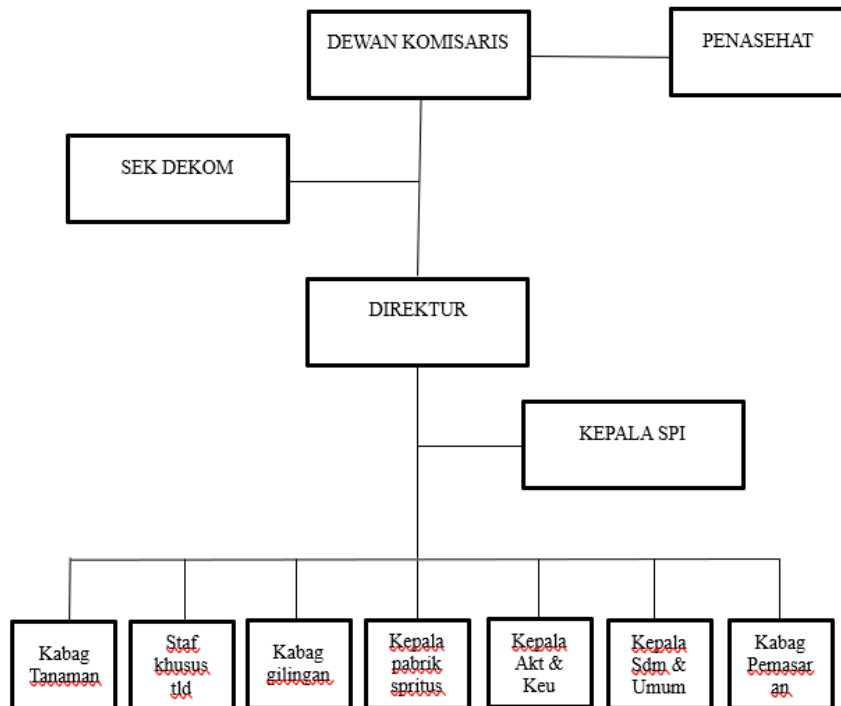 DEWAN KOMISARIS
PENASEHAT
SEK DEKOM
DIREKTUR
KEPALA SPI
Kabag
Tanaman
Staf
khusus
tld
Kabag
gilingan
Kepala
pabrik
spritus
Kepala
Akt &
Keu
Kepala
Sdm &
Umum
Kabag
Pemasar
an